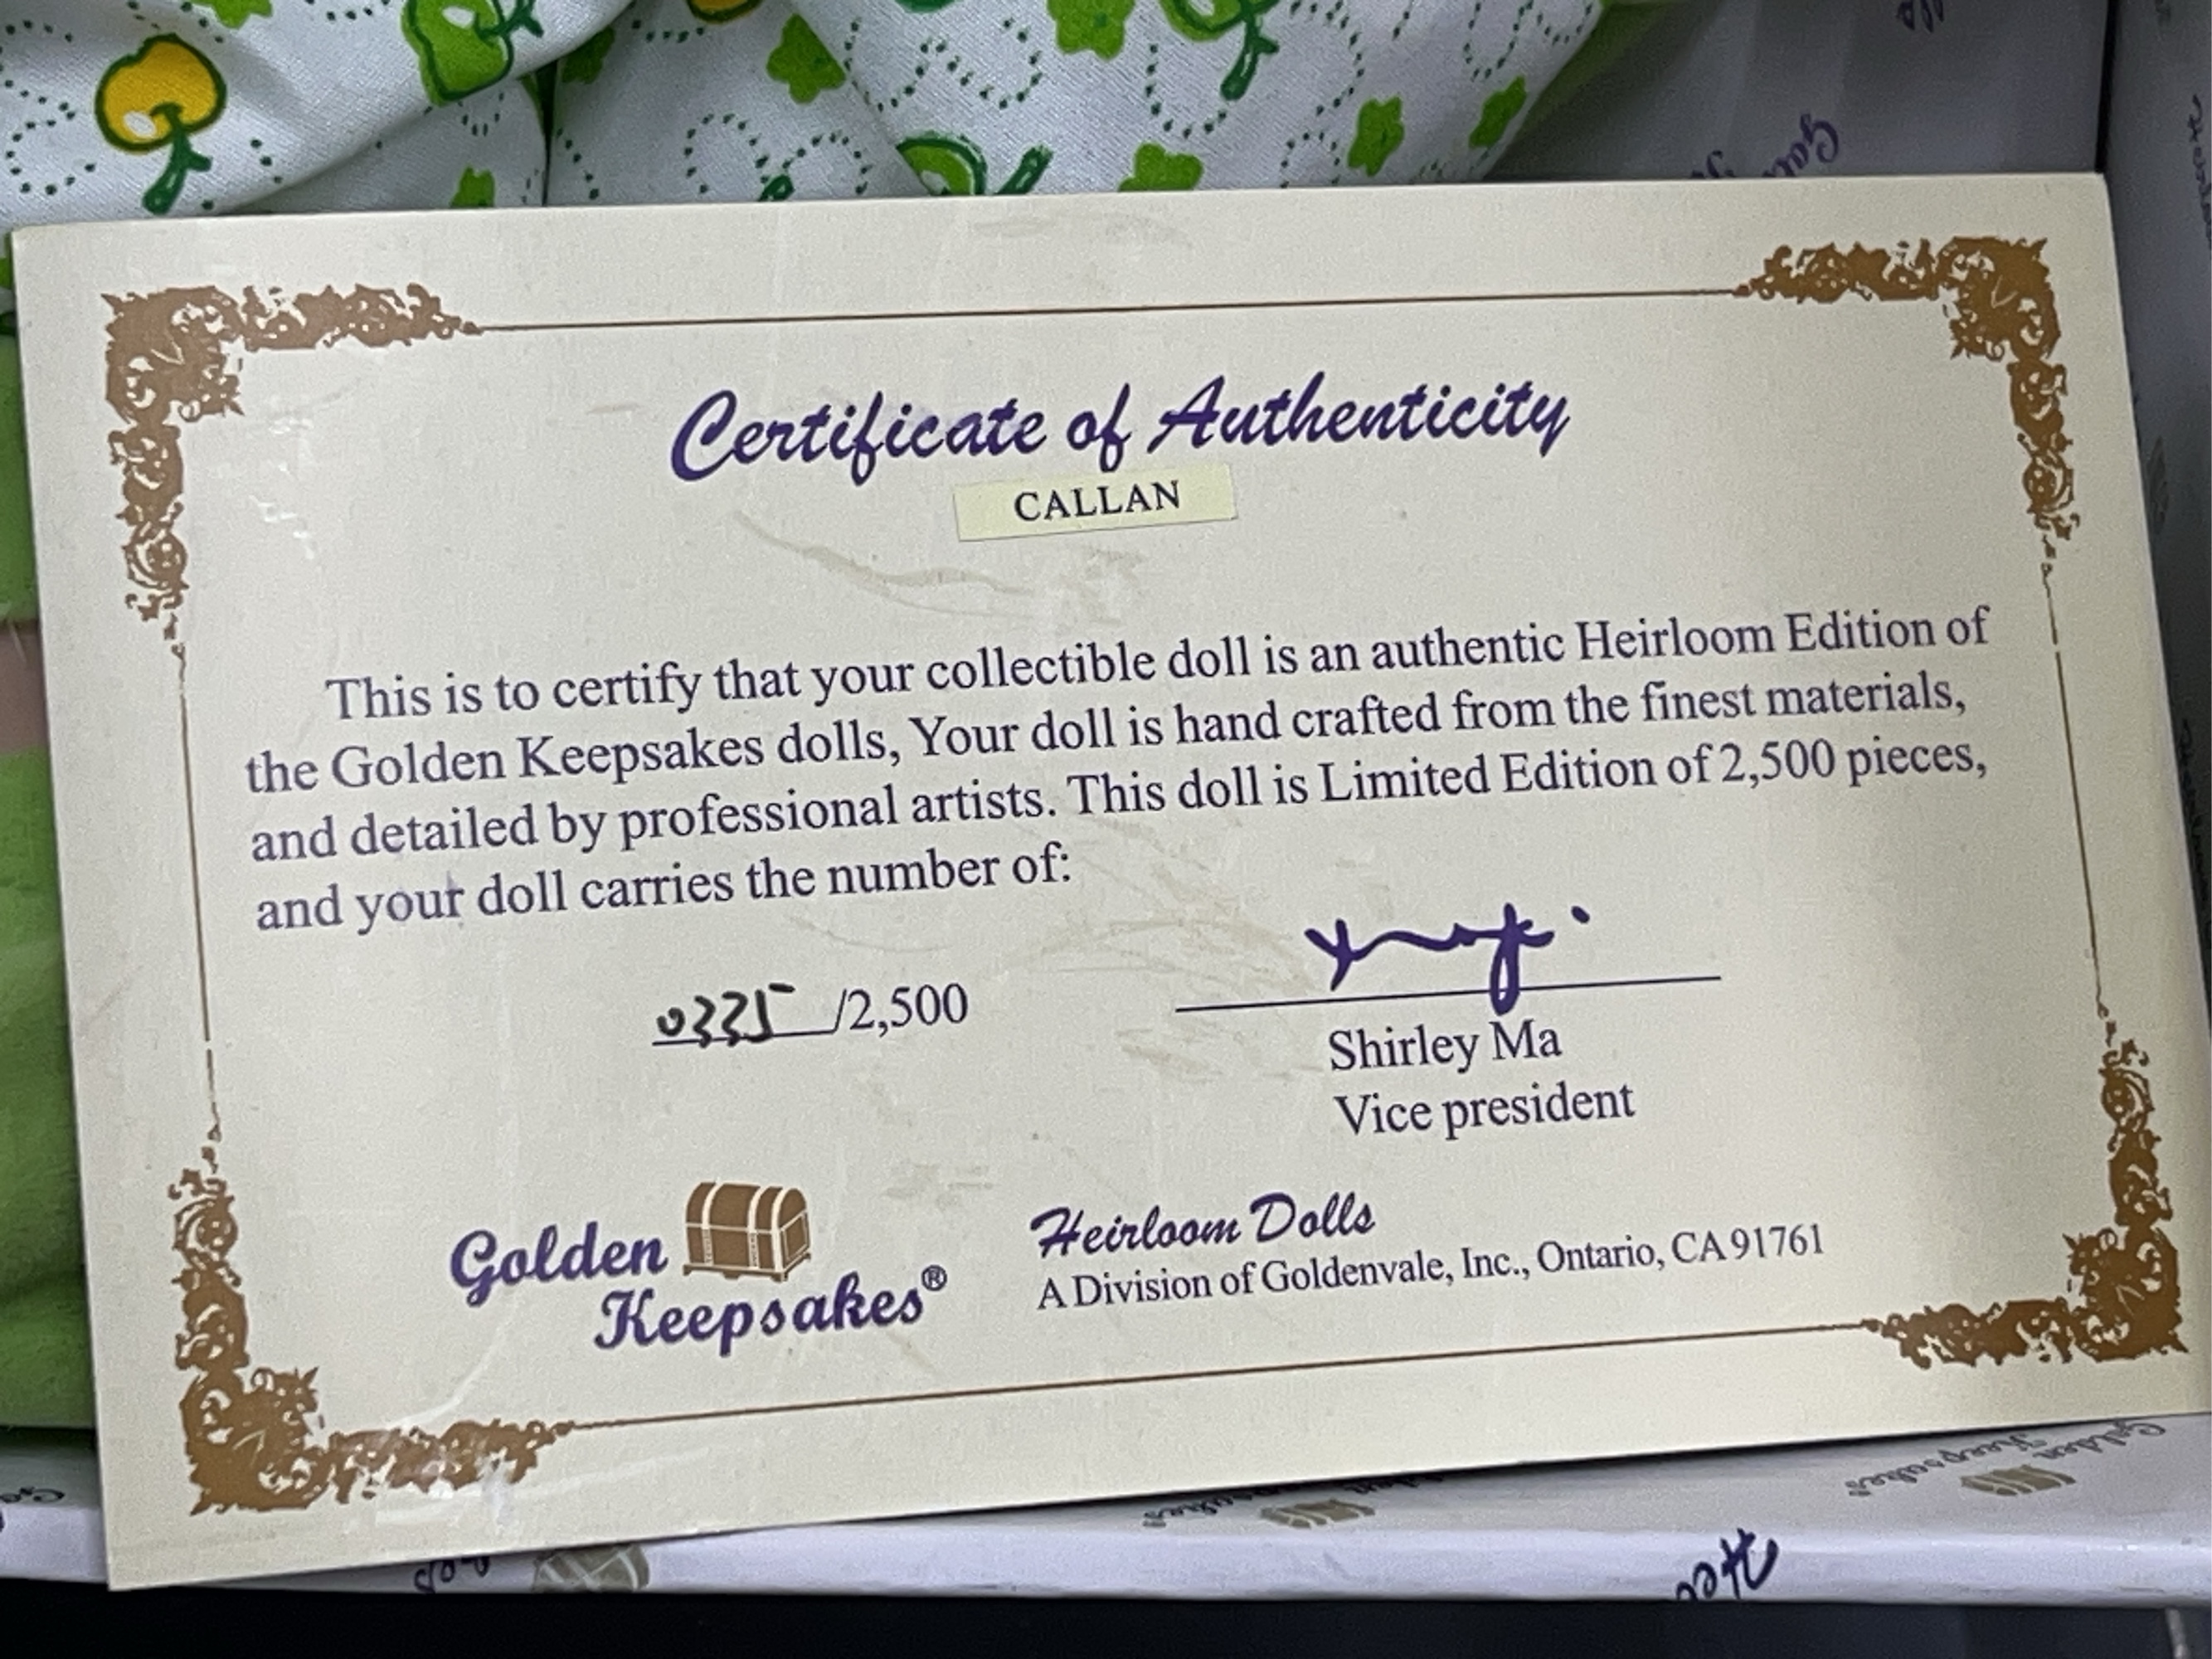 Certificate of Authenticity
CALLAN
This is to certify that your collectible doll is an authentic Heirloom Edition of
the Golden Keepsakes dolls, Your doll is hand crafted from the finest materials,
and detailed by professional artists. This doll is Limited Edition of 2,500 pieces,
and your doll carries the number of:
0335 /2,500
Shirley Ma
Vice president
Golden
Keepsakes®
Heirloom Dolls
A Division of Goldenvale, Inc., Ontario, CA 91761
Golden
Keepsakes